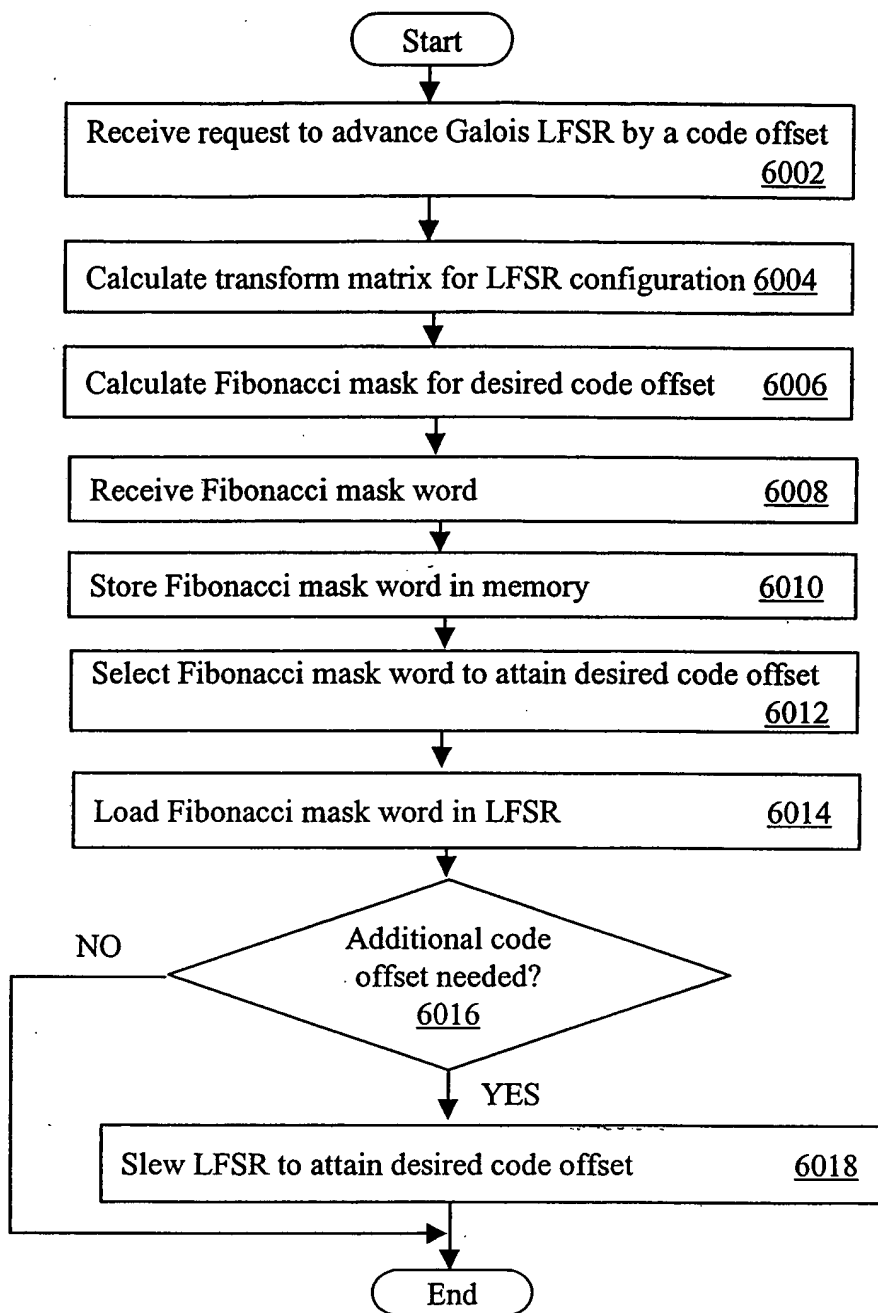 Start
Receive request to advance Galois LFSR by a code offset
6002
Calculate transform matrix for LFSR configuration 6004
Calculate Fibonacci mask for desired code offset 6006
Receive Fibonacci mask word 6008
Store Fibonacci mask word in memory 6010
Select Fibonacci mask word to attain desired code offset
6012
Load Fibonacci mask word in LFSR 6014
NO
Additional code
offset needed?
6016
YES
Slew LFSR to attain desired code offset 6018
End